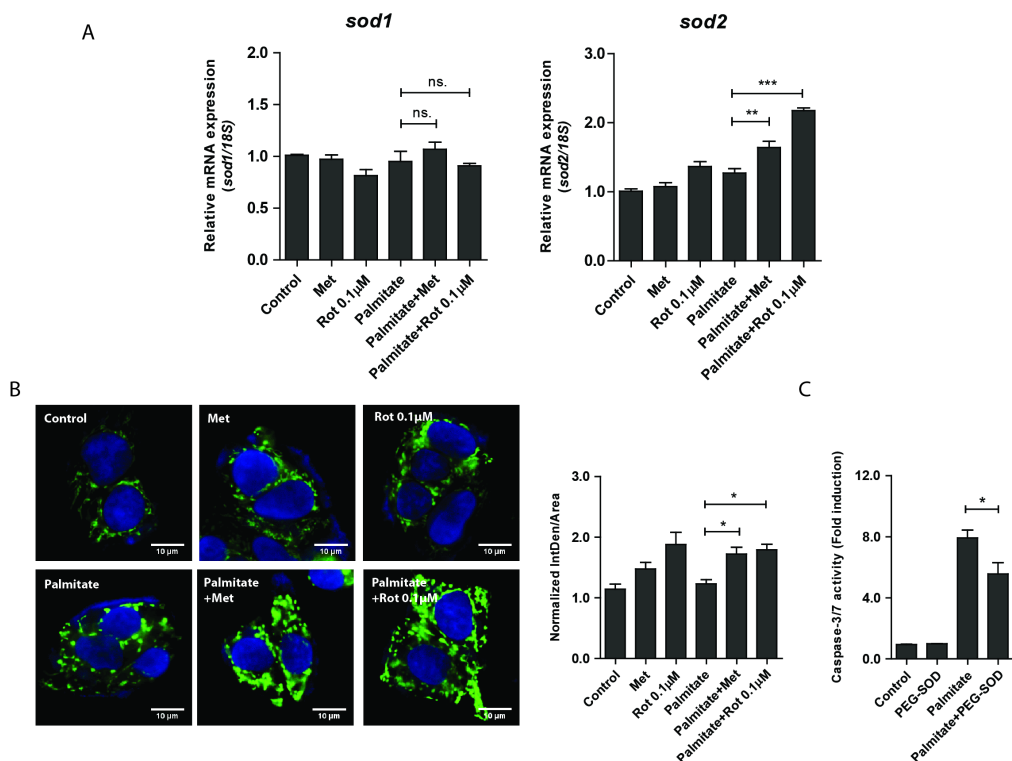 A
sod1
Relative mRNA expression
(sod1/18S)
2.0
1.5
1.0
0.5
0.0
ns.
ns.
Control
Met
Rot 0.1µM
Palmitate
Palmitate+Met
Palmitate+Rot 0.1µM
sod2
Relative mRNA expression
(sod2/18S)
3.0
2.0
1.0
0.0
***
**
Control
Met
Rot 0.1µM
Palmitate
Palmitate+Met
Palmitate+Rot 0.1µM
B
Control
10 µm
Met
10 µm
Rot 0.1µM
10 µm
Palmitate
10 µm
Palmitate
+Met
10 µm
Palmitate
+Rot 0.1µM
10 µm
Normalized IntDen/Area
3.0
2.0
1.0
0.0
*
*
Control
Met
Rot 0.1µM
Palmitate
Palmitate+Met
Palmitate+Rot 0.1µM
C
Caspase-3/7 activity (Fold induction)
12.0
8.0
4.0
0.0
*
Control
PEG-SOD
Palmitate
Palmitate+PEG-SOD